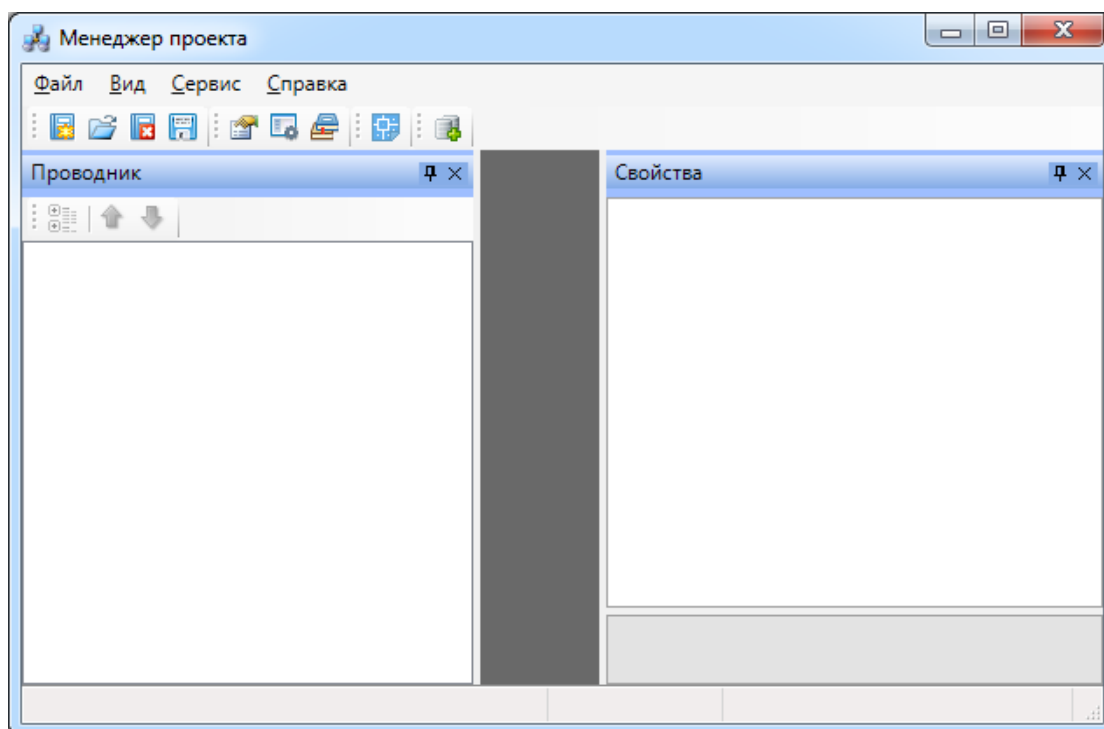 Менеджер проекта
Файл Вид Сервис Справка
Проводник
Свойства